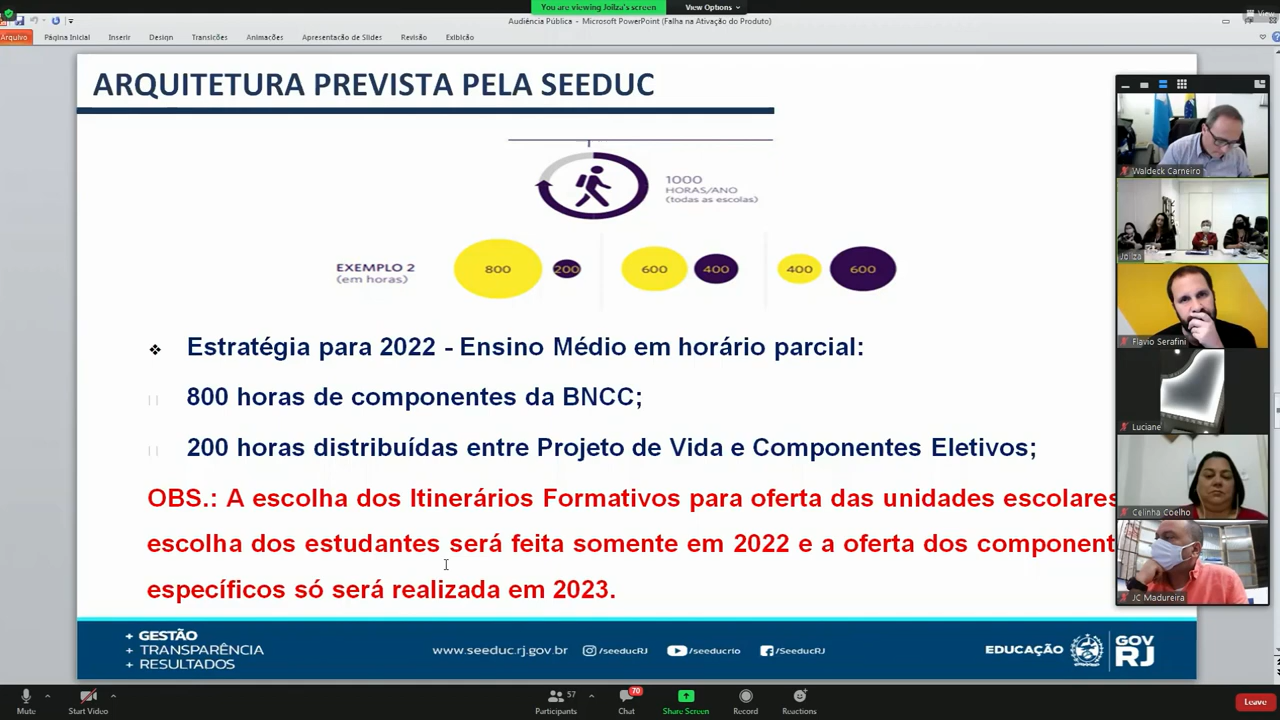 You are viewing Joilza's screen
View Options
Audiência Pública - Microsoft PowerPoint (Falha na Ativação do Produto)
View
Arquivo
Página Inicial
Inserir
Design
Transições
Animações
Apresentação de Slides
Revisão
Exibição
ARQUITETURA PREVISTA PELA SEEDUC
1000
HORAS/ANO
(todas as escolas)
EXEMPLO 2
(em horas)
800
200
600
400
400
600
Estratégia para 2022 - Ensino Médio em horário parcial:
800 horas de componentes da BNCC;
200 horas distribuídas entre Projeto de Vida e Componentes Eletivos;
OBS.: A escolha dos Itinerários Formativos para oferta das unidades escolares
escolha dos estudantes será feita somente em 2022 e a oferta dos component
específicos só será realizada em 2023.
+ GESTÃO
+ TRANSPARÊNCIA
+ RESULTADOS
www.seeduc.rj.gov.br
/seeducRJ
/seeducrio
/SeeducRJ
EDUCAÇÃO
GOV
RJ
Waldeck Carneiro
Joilza
Flavio Serafini
Luciane
Celinha Coelho
JC Madureira
Mute
Start Video
57
Participants
70
Chat
Share Screen
Record
Reactions
Leave